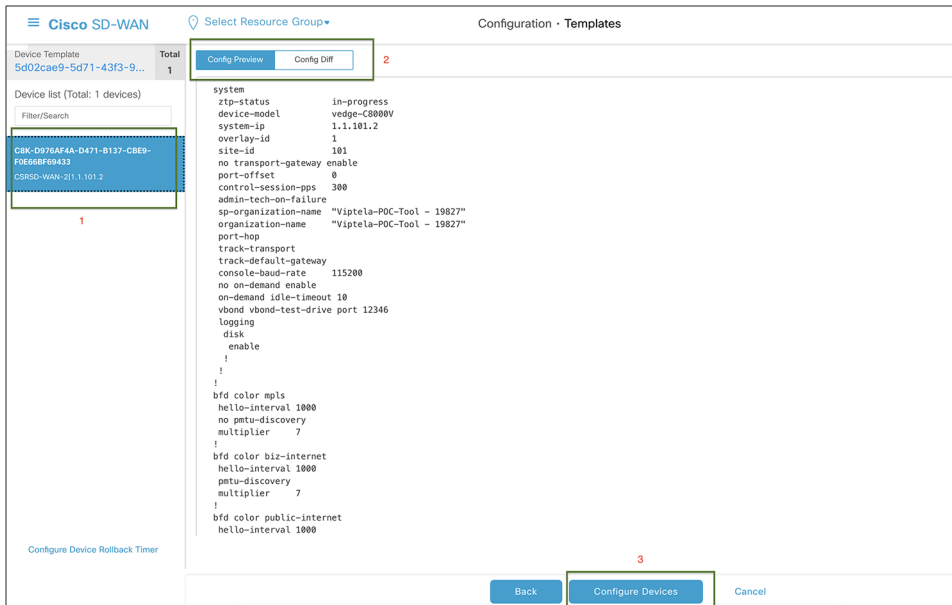 Cisco SD-WAN
Select Resource Group
Configuration · Templates
Device Template
Total
5d02cae9-5d71-43f3-9...
1
Device list (Total: 1 devices)
Filter/Search
C8K-D976AF4A-D471-B137-CBE9-
F0E66BF69433
CSRSD-WAN-2|1.1.101.2
1
Configure Device Rollback Timer
Config Preview
Config Diff
2
system
ztp-status in-progress
device-model vedge-C8000V
system-ip 1.1.101.2
overlay-id 1
site-id 101
no transport-gateway enable
port-offset 0
control-session-pps 300
admin-tech-on-failure
sp-organization-name "Viptela-POC-Tool - 19827"
organization-name "Viptela-POC-Tool - 19827"
port-hop
track-transport
track-default-gateway
console-baud-rate 115200
no on-demand enable
on-demand idle-timeout 10
vbond vbond-test-drive port 12346
logging
disk
enable
!
!
!
bfd color mpls
hello-interval 1000
no pmtu-discovery
multiplier 7
!
bfd color biz-internet
hello-interval 1000
pmtu-discovery
multiplier 7
!
bfd color public-internet
hello-interval 1000
3
Back
Configure Devices
Cancel